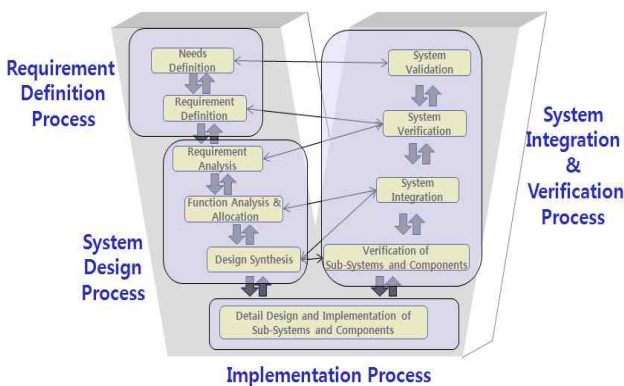 Requirement
Definition
Process
Needs
Definition
Requirement
Definition
Requirement
Analysis
Function Analysis &
Allocation
Design Synthesis
System
Design
Process
System
Validation
System
Verification
System
Integration
Verification of
Sub-Systems and Components
System
Integration
&
Verification
Process
Detail Design and Implementation of
Sub-Systems and Components
Implementation Process